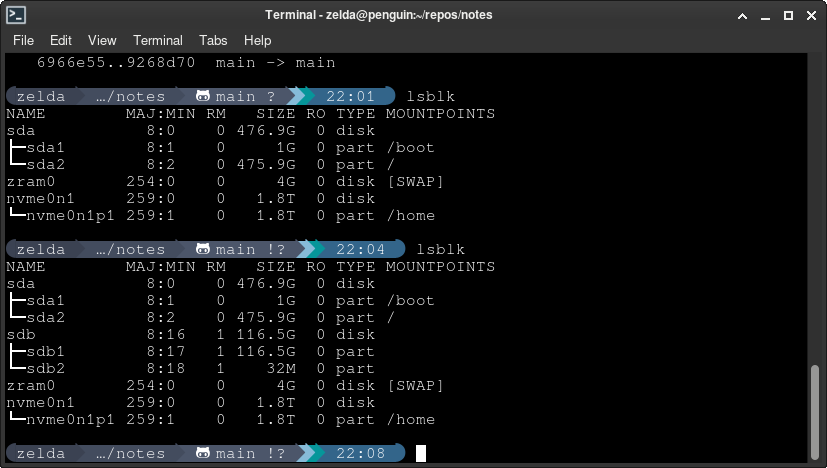 Terminal - zelda@penguin:~/repos/notes
File Edit View Terminal Tabs Help
   6966e55..9268d70  main -> main
zelda …/notes main ? 22:01 lsblk
NAME        MAJ:MIN RM   SIZE RO TYPE MOUNTPOINTS
sda           8:0    0 476.9G  0 disk
├─sda1        8:1    0     1G  0 part /boot
└─sda2        8:2    0 475.9G  0 part /
zram0       254:0    0     4G  0 disk [SWAP]
nvme0n1     259:0    0   1.8T  0 disk
└─nvme0n1p1 259:1    0   1.8T  0 part /home
zelda …/notes main !? 22:04 lsblk
NAME        MAJ:MIN RM   SIZE RO TYPE MOUNTPOINTS
sda           8:0    0 476.9G  0 disk
├─sda1        8:1    0     1G  0 part /boot
└─sda2        8:2    0 475.9G  0 part /
sdb           8:16   1 116.5G  0 disk
├─sdb1        8:17   1 116.5G  0 part
└─sdb2        8:18   1    32M  0 part
zram0       254:0    0     4G  0 disk [SWAP]
nvme0n1     259:0    0   1.8T  0 disk
└─nvme0n1p1 259:1    0   1.8T  0 part /home
zelda …/notes main !? 22:08